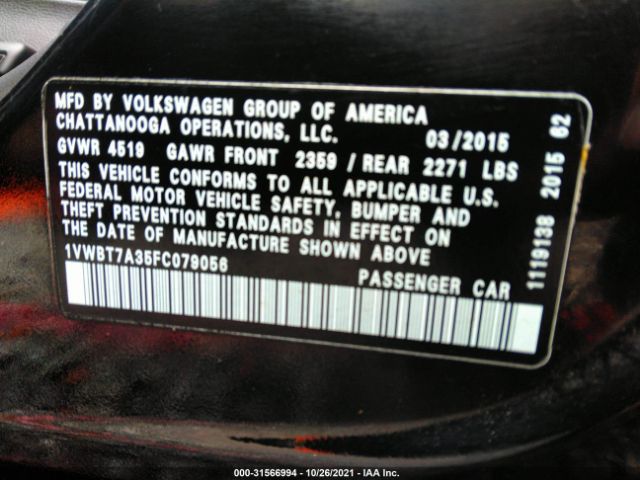 MFD BY VOLKSWAGEN GROUP OF AMERICA
CHATTANOOGA OPERATIONS, LLC. 03/2015
GVWR 4519 GAWR FRONT 2359 / REAR 2271 LBS
THIS VEHICLE CONFORMS TO ALL APPLICABLE U.S.
FEDERAL MOTOR VEHICLE SAFETY, BUMPER AND
THEFT PREVENTION STANDARDS IN EFFECT ON
THE DATE OF MANUFACTURE SHOWN ABOVE
1VWBT7A35FC079056 PASSENGER CAR
1119138 2015 62
000-31566994 - 10/26/2021 - IAA Inc.